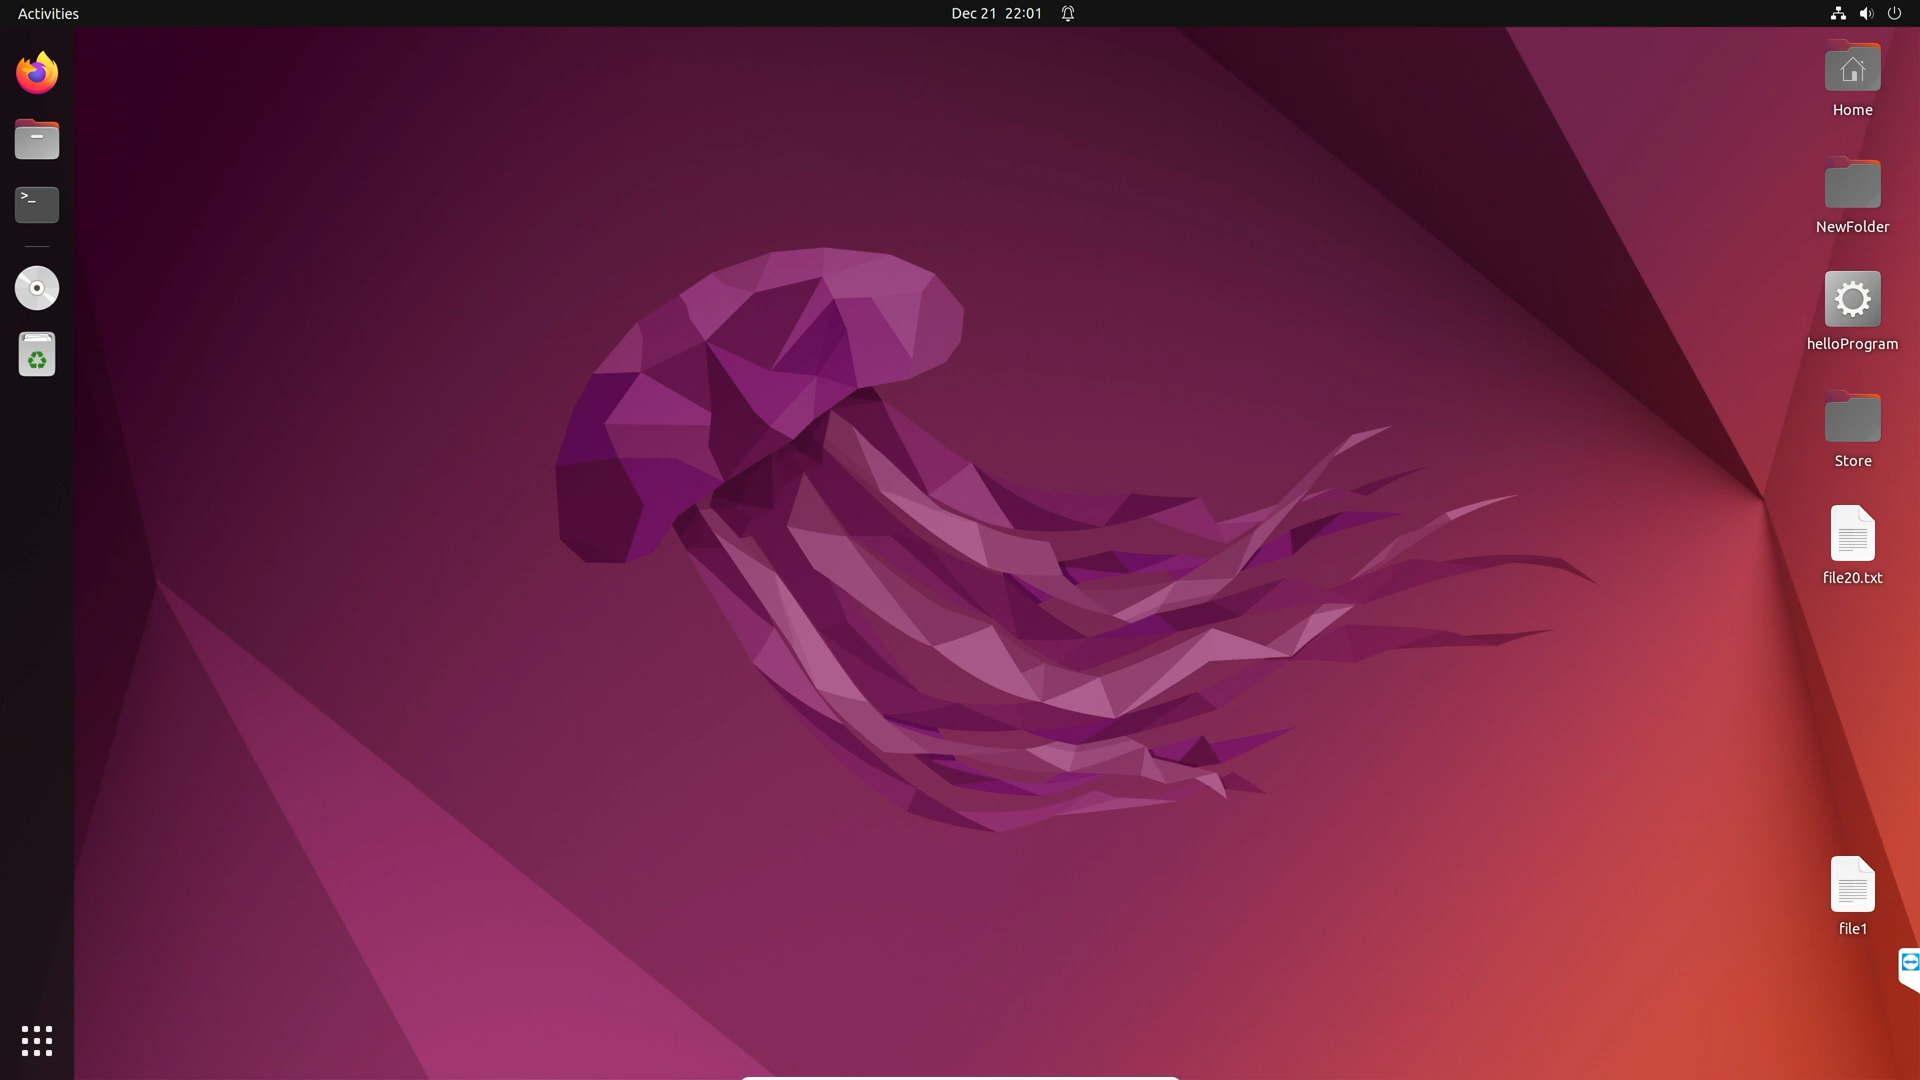 Activities
Dec 21 22:01
Home
NewFolder
helloProgram
Store
file20.txt
file1